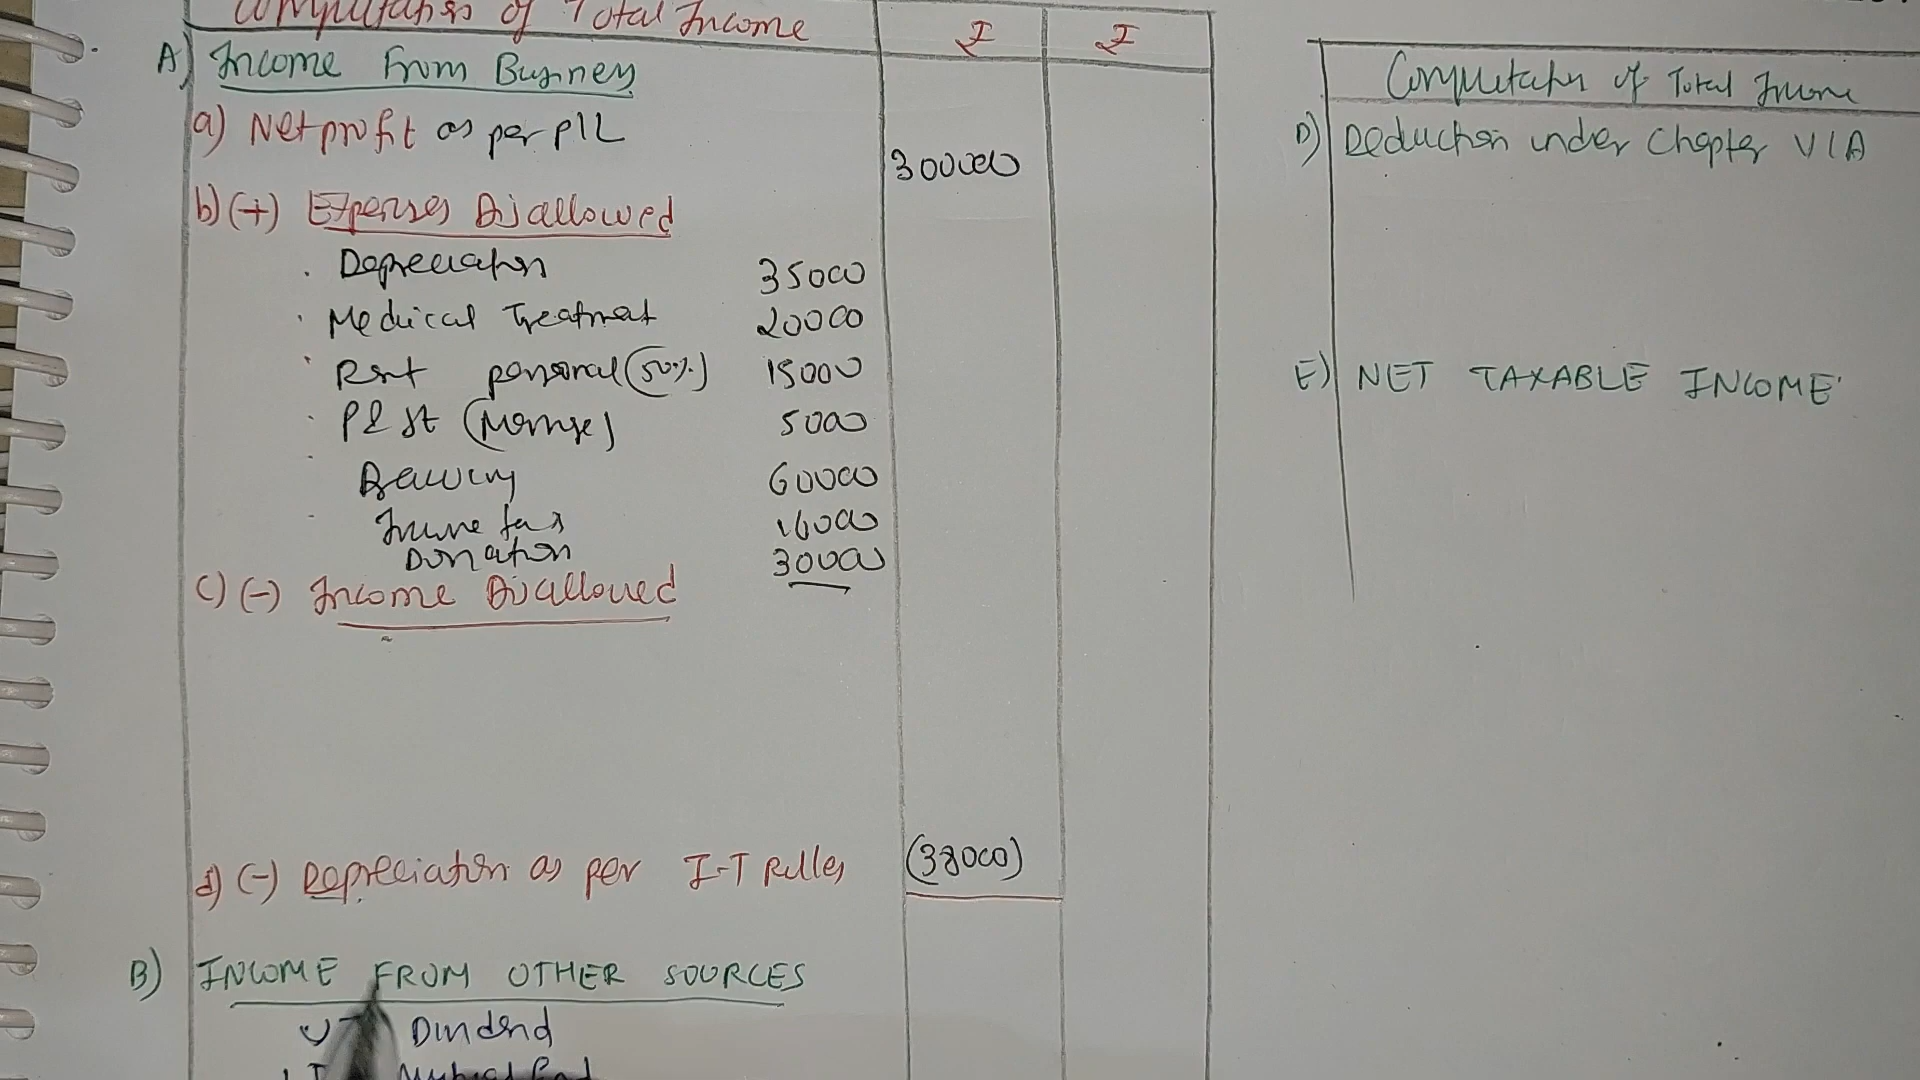 Computation of Total Income ₹ ₹
A) Income From Business
a) Net profit as per P/L
300000
b) (+) Expenses Disallowed
Depreciation 35000
Medical Treatment 20000
Rent personal (50%) 15000
5000
60000
Income tax 16000
Donation 30000
c) (-) Income Disallowed
d) (-) Depreciation as per I-T Rules (38000)
B) INCOME FROM OTHER SOURCES
Dividend
Computation of Total Income
D) Deduction under Chapter VIA
E) NET TAXABLE INCOME